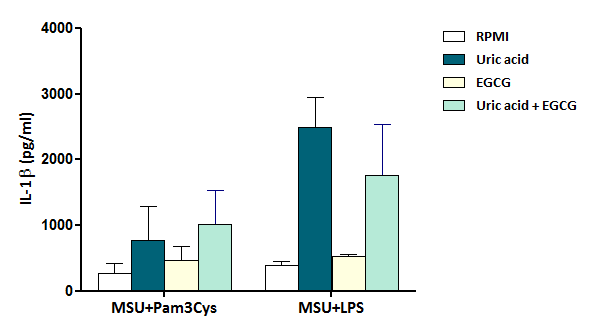 4000
3000
2000
1000
0
IL-1β (pg/ml)
MSU+Pam3Cys
MSU+LPS
RPMI
Uric acid
EGCG
Uric acid + EGCG